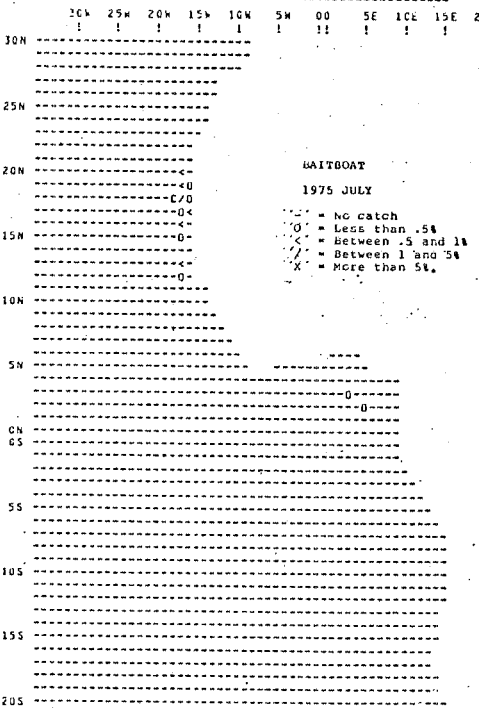 30W 25W 20W 15W 10W 5W 00 5E 10E 15E 2
! ! ! ! ! ! !! ! ! !
30N
25N
20N
15N
10N
5N
0N
0S
5S
10S
15S
20S
BAITBOAT
1975 JULY
'-' = No catch
'0' = Less than .5%
'<' = Between .5 and 1%
'/' = Between 1 and 5%
'X' = More than 5%.